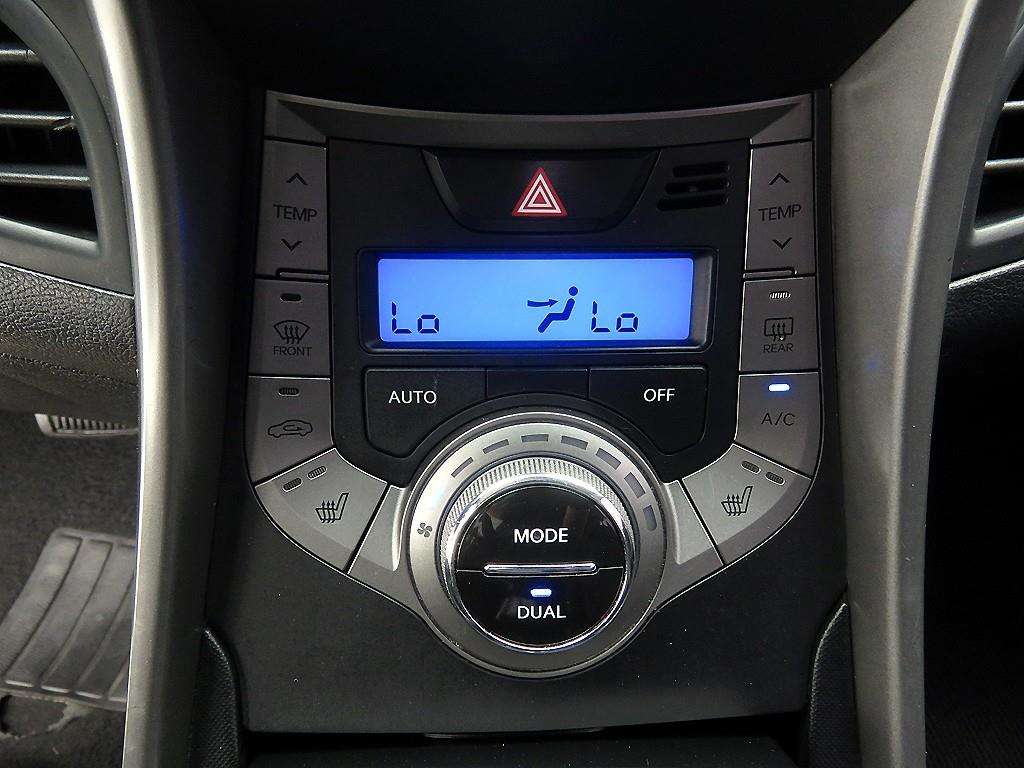 TEMP
TEMP
Lo Lo
FRONT
REAR
AUTO
OFF
A/C
MODE
DUAL